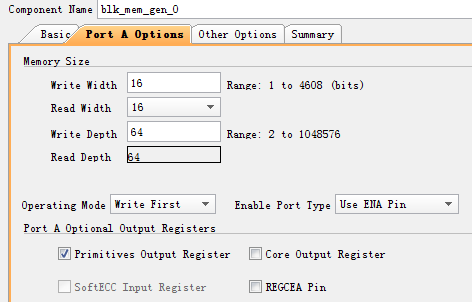 Component Name blk_mem_gen_0
Basic Port A Options Other Options Summary
Memory Size
Write Width 16 Range: 1 to 4608 (bits)
Read Width 16
Write Depth 64 Range: 2 to 1048576
Read Depth 64
Operating Mode Write First Enable Port Type Use ENA Pin
Port A Optional Output Registers
Primitives Output Register Core Output Register
SoftECC Input Register REGCEA Pin